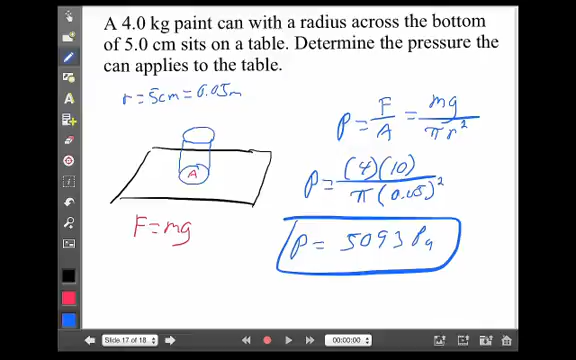 A 4.0 kg paint can with a radius across the bottom
of 5.0 cm sits on a table. Determine the pressure the
can applies to the table.
r = 5cm = 0.05m
P = F/A = mg/πr²
A
P = (4)(10)/π(0.05)²
F = mg
P = 5093 Pa
Slide 17 of 18
00:00:00